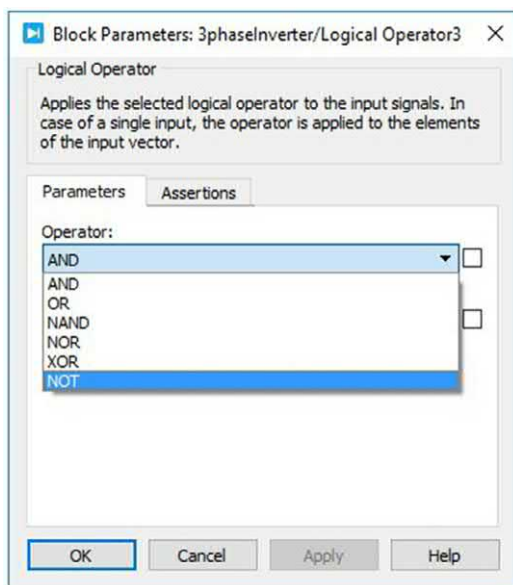 Block Parameters: 3phaseInverter/Logical Operator3
Logical Operator
Applies the selected logical operator to the input signals. In
case of a single input, the operator is applied to the elements
of the input vector.
Parameters
Assertions
Operator:
AND
AND
OR
NAND
NOR
XOR
NOT
OK
Cancel
Apply
Help